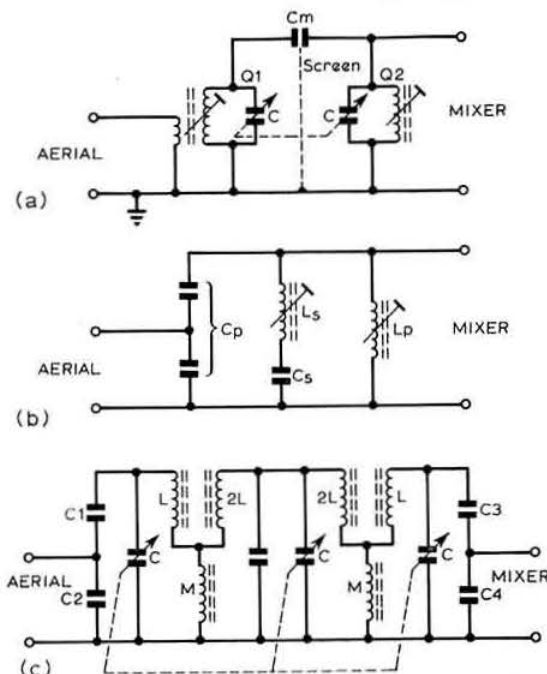 Cm
Screen
Q1 Q2
C C
AERIAL MIXER
(a)
Cp Ls Lp
AERIAL MIXER
Cs
(b)
L 2L 2L L
C1 C3
C C C
AERIAL MIXER
C2 M M C4
(c)